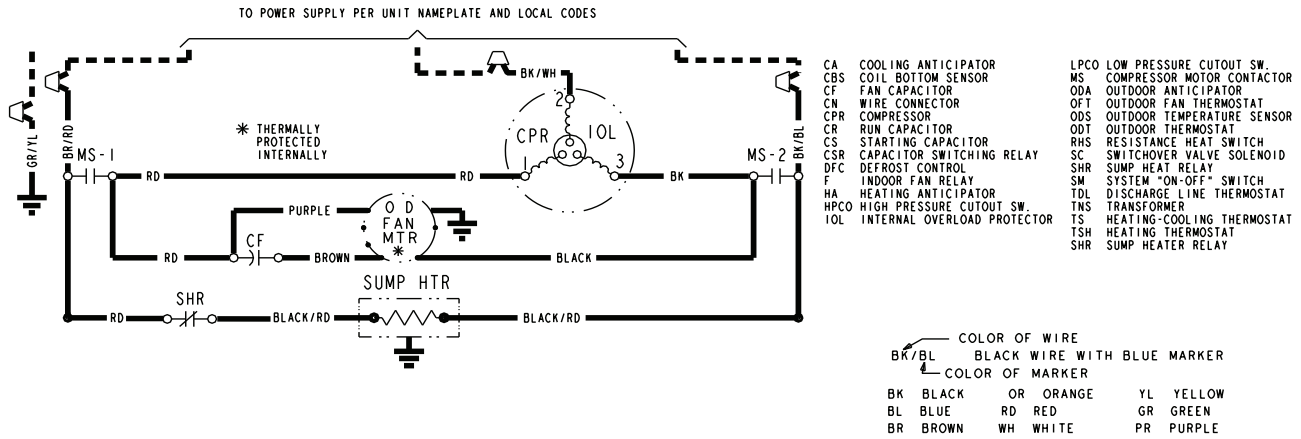 TO POWER SUPPLY PER UNIT NAMEPLATE AND LOCAL CODES
BK/WH
GR/YL
BR/RD
BK/BL
* THERMALLY
PROTECTED
INTERNALLY
CPR
IOL
2
1
3
MS-1
MS-2
RD
RD
BK
PURPLE
O D
FAN
MTR
*
CF
RD
BROWN
BLACK
SUMP HTR
SHR
RD
BLACK/RD
BLACK/RD
CA COOLING ANTICIPATOR
CBS COIL BOTTOM SENSOR
CF FAN CAPACITOR
CN WIRE CONNECTOR
CPR COMPRESSOR
CR RUN CAPACITOR
CS STARTING CAPACITOR
CSR CAPACITOR SWITCHING RELAY
DFC DEFROST CONTROL
F INDOOR FAN RELAY
HA HEATING ANTICIPATOR
HPCO HIGH PRESSURE CUTOUT SW.
IOL INTERNAL OVERLOAD PROTECTOR
LPCO LOW PRESSURE CUTOUT SW.
MS COMPRESSOR MOTOR CONTACTOR
ODA OUTDOOR ANTICIPATOR
OFT OUTDOOR FAN THERMOSTAT
ODS OUTDOOR TEMPERATURE SENSOR
ODT OUTDOOR THERMOSTAT
RHS RESISTANCE HEAT SWITCH
SC SWITCHOVER VALVE SOLENOID
SHR SUMP HEAT RELAY
SM SYSTEM "ON-OFF" SWITCH
TDL DISCHARGE LINE THERMOSTAT
TNS TRANSFORMER
TS HEATING-COOLING THERMOSTAT
TSH HEATING THERMOSTAT
SHR SUMP HEATER RELAY
COLOR OF WIRE
BK/BL BLACK WIRE WITH BLUE MARKER
COLOR OF MARKER
BK BLACK OR ORANGE YL YELLOW
BL BLUE RD RED GR GREEN
BR BROWN WH WHITE PR PURPLE